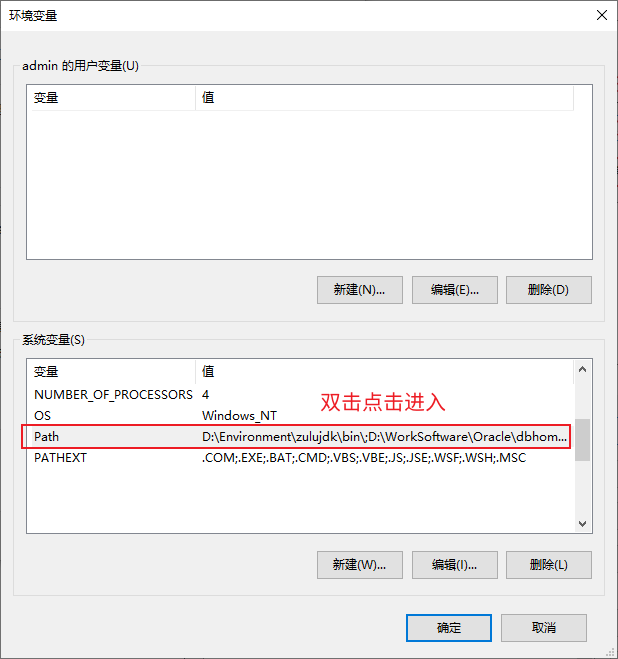 环境变量
admin 的用户变量(U)
变量 值
新建(N)... 编辑(E)... 删除(D)
系统变量(S)
变量 值
NUMBER_OF_PROCESSORS 4
双击点击进入
OS Windows_NT
Path D:\Environment\zulujdk\bin\;D:\WorkSoftware\Oracle\dbhom...
PATHEXT .COM;.EXE;.BAT;.CMD;.VBS;.VBE;.JS;.JSE;.WSF;.WSH;.MSC
新建(W)... 编辑(I)... 删除(L)
确定 取消